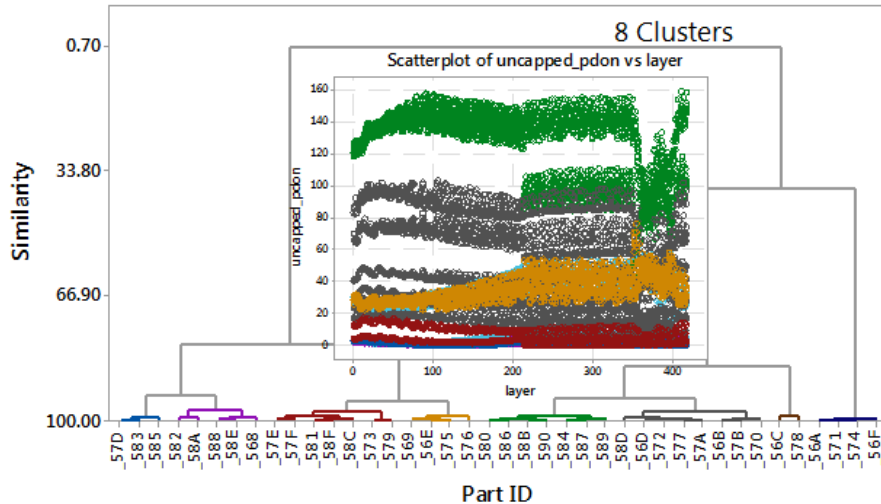 8 Clusters
0.70
Scatterplot of uncapped_pdon vs layer
160
140
120
33.80
100
80
60
66.90
40
20
0
100.00
Similarity
uncapped_pdon
0 100 200 300 400
layer
_57D _583 _585 _582 _58A _588 _58E _568 _57E _57F _581 _58F _58C _573 _579 _569 _56E _575 _576 _580 _586 _58B _590 _584 _587 _589 _58D _56D _572 _577 _57A _56B _57B _570 _56C _578 _56A _571 _574 _56F
Part ID